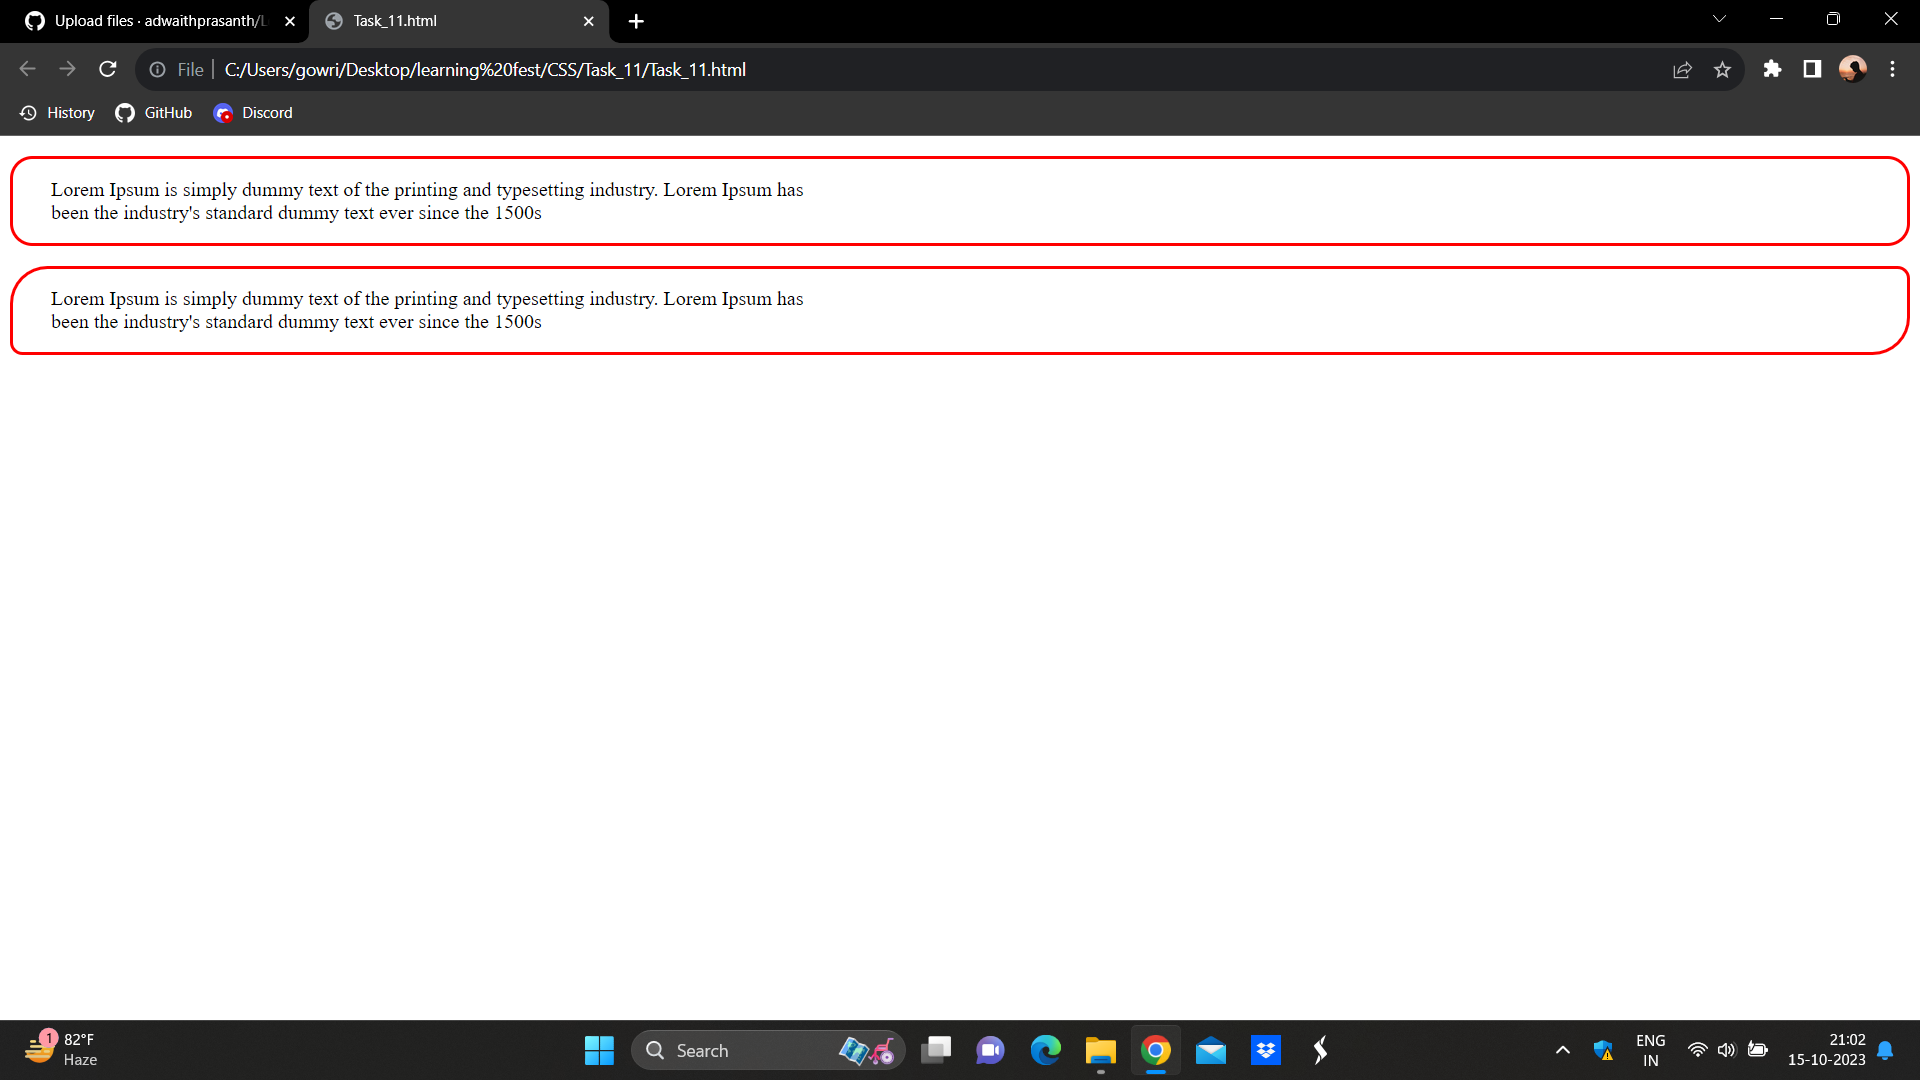 Upload files · adwaithprasanth/L
Task_11.html
File
C:/Users/gowri/Desktop/learning%20fest/CSS/Task_11/Task_11.html
History
GitHub
Discord
Lorem Ipsum is simply dummy text of the printing and typesetting industry. Lorem Ipsum has
been the industry's standard dummy text ever since the 1500s
Lorem Ipsum is simply dummy text of the printing and typesetting industry. Lorem Ipsum has
been the industry's standard dummy text ever since the 1500s
1
82°F
Haze
Search
ENG
IN
21:02
15-10-2023